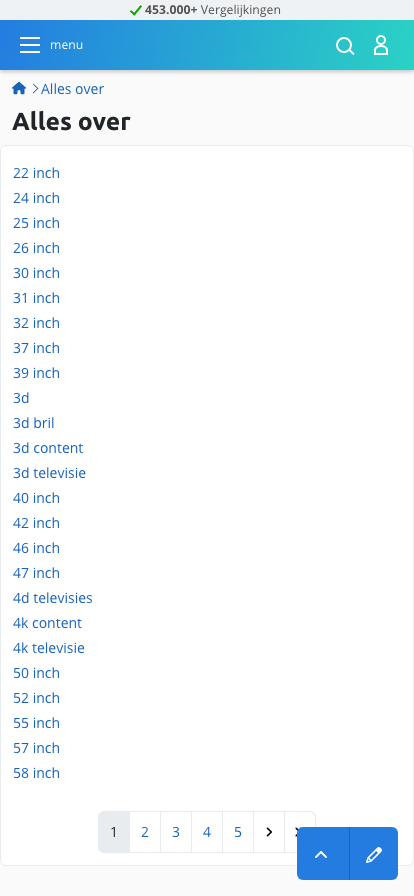 453.000+ Vergelijkingen
menu
Alles over
Alles over
22 inch
24 inch
25 inch
26 inch
30 inch
31 inch
32 inch
37 inch
39 inch
3d
3d bril
3d content
3d televisie
40 inch
42 inch
46 inch
47 inch
4d televisies
4k content
4k televisie
50 inch
52 inch
55 inch
57 inch
58 inch
1 2 3 4 5